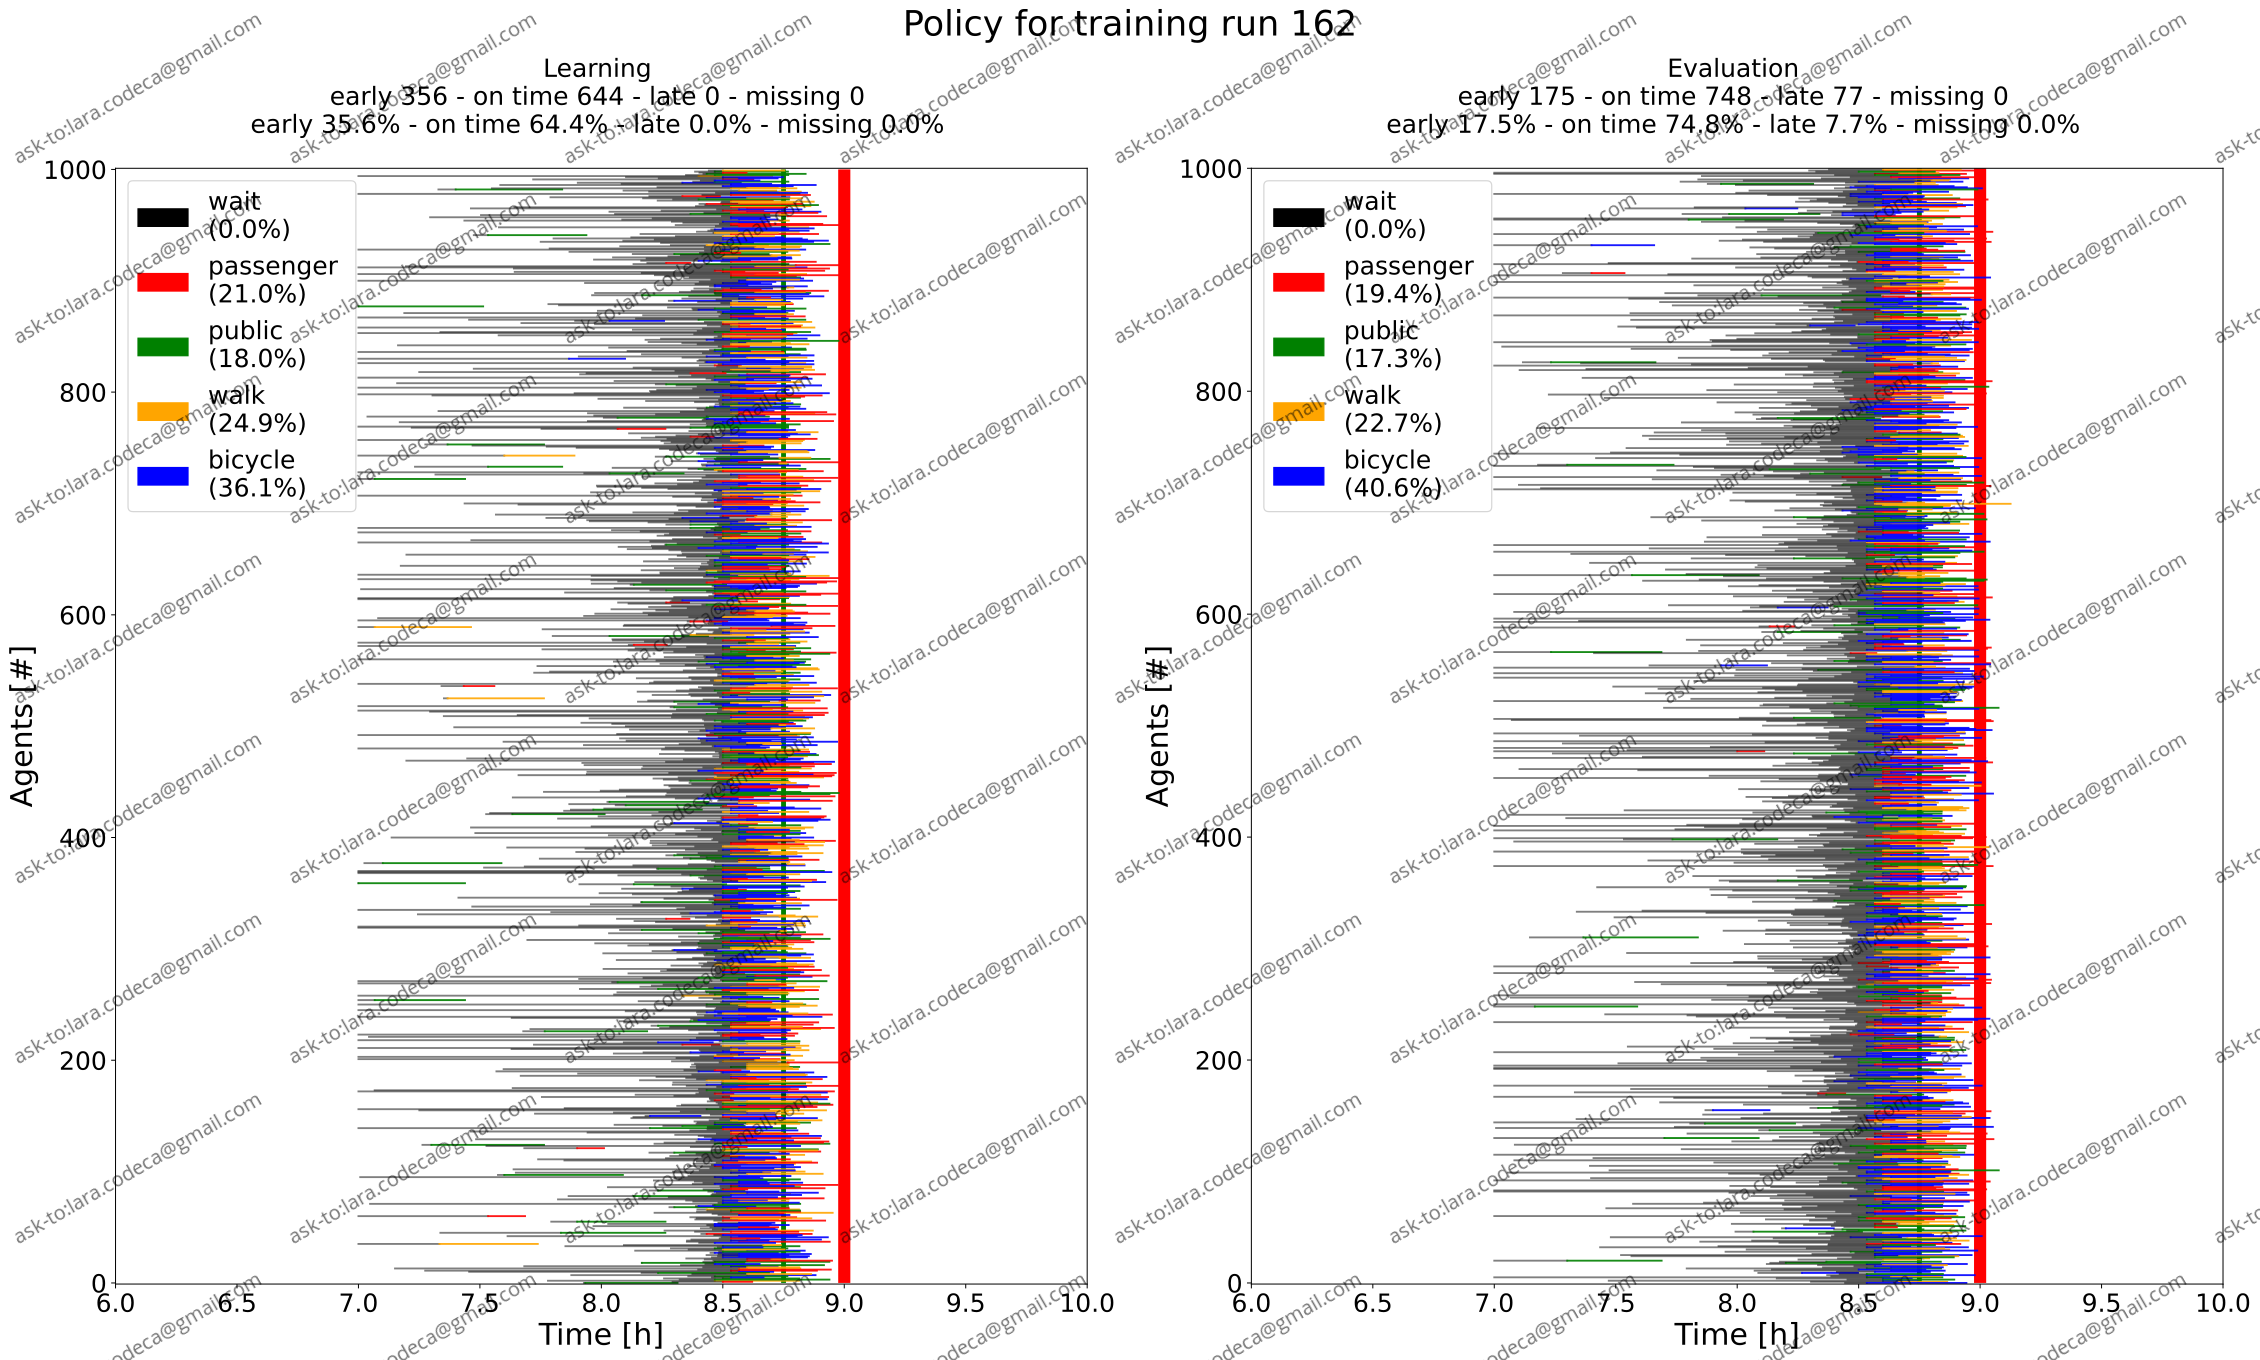 Policy for training run 162
Learning
early 356 - on time 644 - late 0 - missing 0
early 35.6% - on time 64.4% - late 0.0% - missing 0.0%
Agents [#]
1000
800
600
400
200
0
wait
(0.0%)
passenger
(21.0%)
public
(18.0%)
walk
(24.9%)
bicycle
(36.1%)
6.0 6.5 7.0 7.5 8.0 8.5 9.0 9.5 10.0
Time [h]
Evaluation
early 175 - on time 748 - late 77 - missing 0
early 17.5% - on time 74.8% - late 7.7% - missing 0.0%
Agents [#]
1000
800
600
400
200
0
wait
(0.0%)
passenger
(19.4%)
public
(17.3%)
walk
(22.7%)
bicycle
(40.6%)
6.0 6.5 7.0 7.5 8.0 8.5 9.0 9.5 10.0
Time [h]
ask-to:lara.codeca@gmail.com